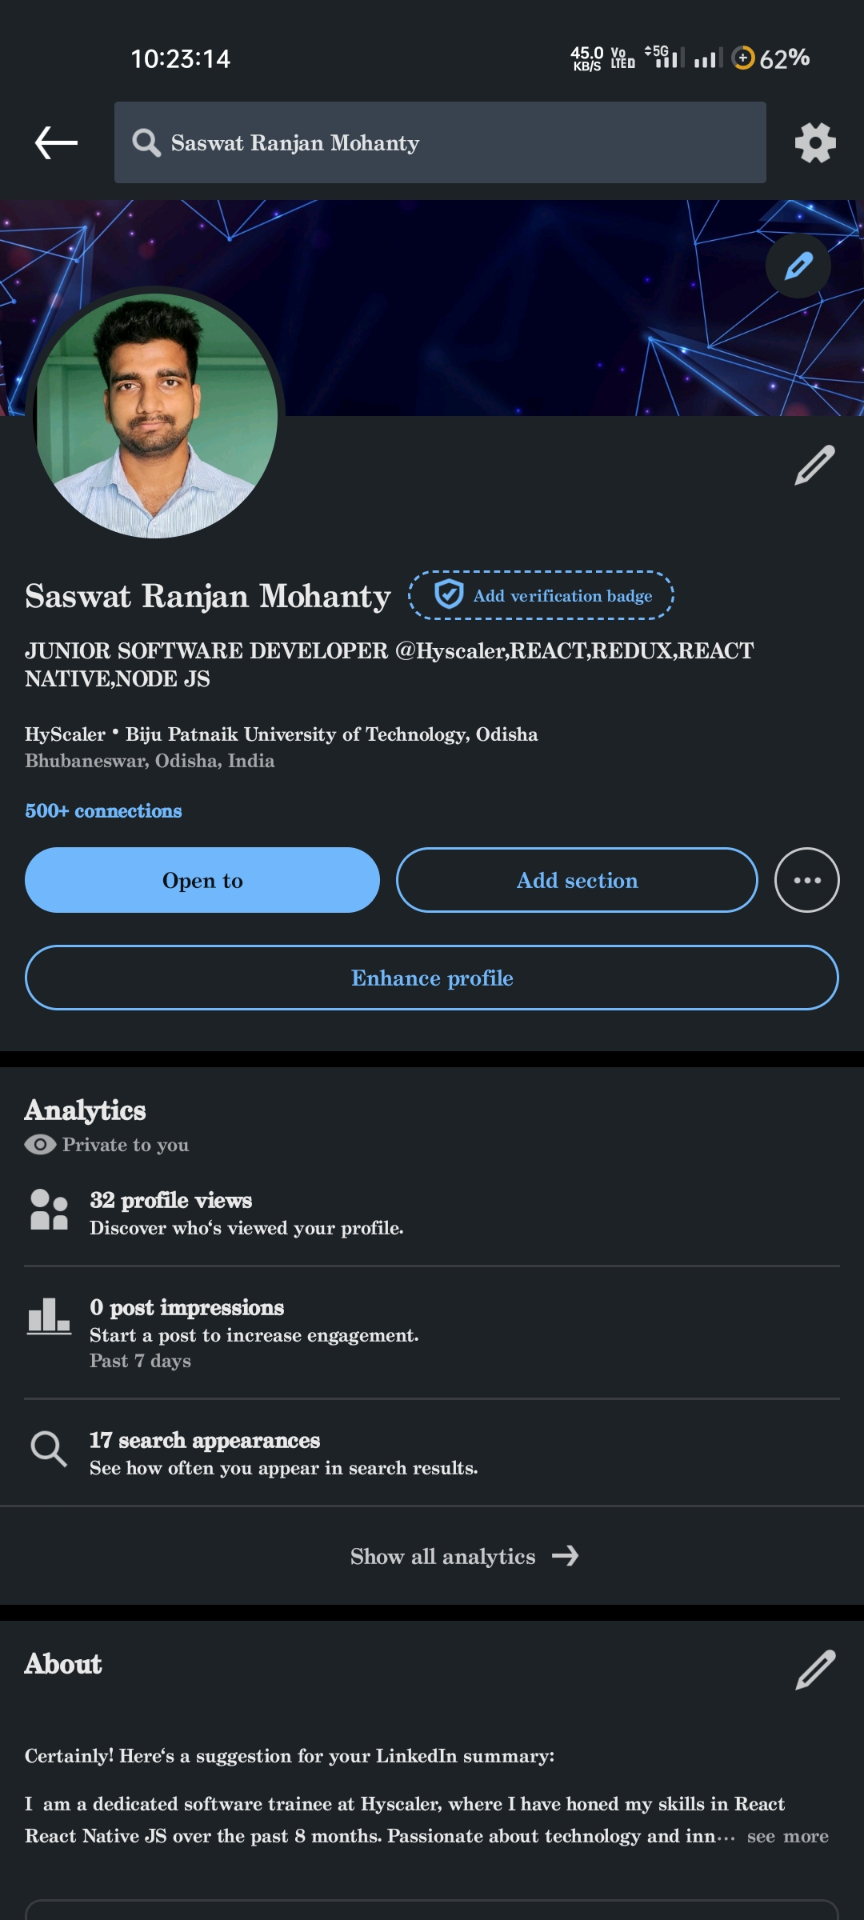 10:23:14
45.0 KB/S Vo LTED 5G 62%
Saswat Ranjan Mohanty
Saswat Ranjan Mohanty
Add verification badge
JUNIOR SOFTWARE DEVELOPER @Hyscaler,REACT,REDUX,REACT
NATIVE,NODE JS
HyScaler • Biju Patnaik University of Technology, Odisha
Bhubaneswar, Odisha, India
500+ connections
Open to
Add section
Enhance profile
Analytics
Private to you
32 profile views
Discover who's viewed your profile.
0 post impressions
Start a post to increase engagement.
Past 7 days
17 search appearances
See how often you appear in search results.
Show all analytics
About
Certainly! Here's a suggestion for your LinkedIn summary:
I  am a dedicated software trainee at Hyscaler, where I have honed my skills in React
React Native JS over the past 8 months. Passionate about technology and inn… see more